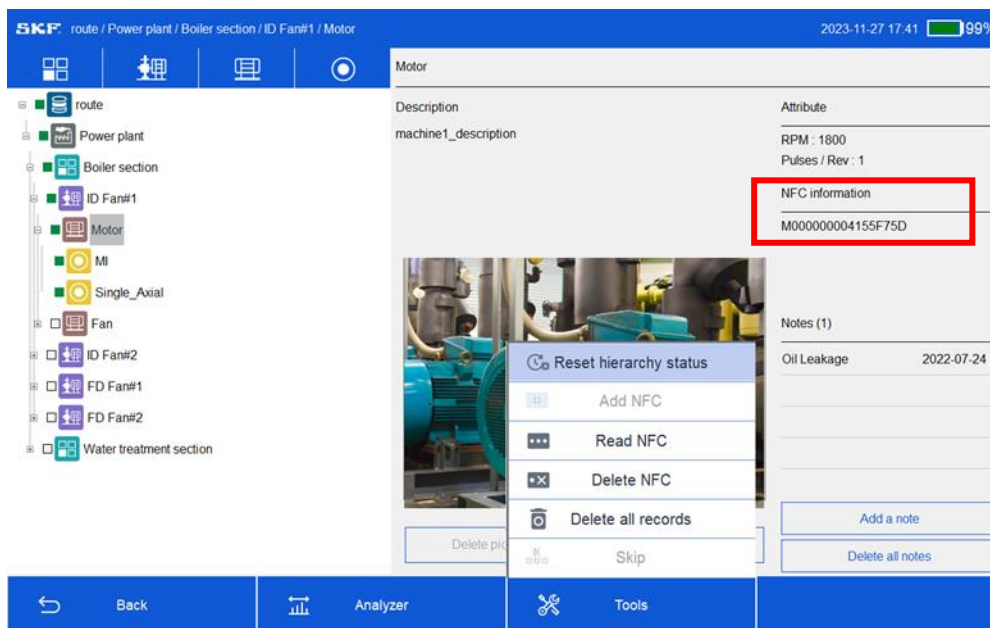 SKF. route / Power plant / Boiler section / ID Fan#1 / Motor
2023-11-27 17:41
99%
Motor
route
Power plant
Boiler section
ID Fan#1
Motor
MI
Single_Axial
Fan
ID Fan#2
FD Fan#1
FD Fan#2
Water treatment section
Description
machine1_description
Attribute
RPM : 1800
Pulses / Rev : 1
NFC information
M000000004155F75D
Notes (1)
Oil Leakage 2022-07-24
Reset hierarchy status
Add NFC
Read NFC
Delete NFC
Delete all records
Skip
Delete pic
Add a note
Delete all notes
Back
Analyzer
Tools